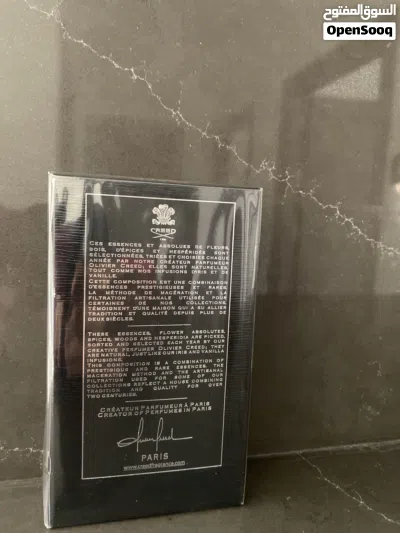 السوق المفتوح
OpenSooq
CREED
CES ESSENCES ET ABSOLUES DE FLEURS,
BOIS, D'ÉPICES ET HESPÉRIDÉS SONT
SÉLECTIONNÉES, TRIÉES ET CHOISIES CHAQUE
ANNÉE PAR NOTRE CRÉATEUR PARFUMEUR
OLIVIER CREED; ELLES SONT NATURELLES,
TOUT COMME NOS INFUSIONS IRIS ET DE
VANILLE.
CETTE COMPOSITION EST UNE COMBINAISON
D'ESSENCES PRESTIGIEUSES ET RARES.
LA MÉTHODE DE MACÉRATION ET LA
FILTRATION ARTISANALE UTILISÉE POUR
CERTAINES DE NOS COLLECTIONS,
TÉMOIGNENT D'UNE MAISON QUI A SU ALLIER
TRADITION ET QUALITÉ DEPUIS PLUS DE
DEUX SIÈCLES.
THESE ESSENCES, FLOWER ABSOLUTES,
SPICES, WOODS AND HESPERIDIA ARE PICKED,
SORTED AND SELECTED EACH YEAR BY OUR
CREATIVE PERFUMER OLIVIER CREED; THEY
ARE NATURAL, JUST LIKE OUR IRIS AND VANILLA
INFUSIONS.
THIS COMPOSITION IS A COMBINATION OF
PRESTIGIOUS AND RARE ESSENCES. THE
MACERATION METHOD AND THE ARTISANAL
FILTRATION USED FOR SOME OF OUR
COLLECTIONS REFLECT A HOUSE COMBINING
TRADITION AND QUALITY FOR OVER
TWO CENTURIES.
CRÉATEUR PARFUMEUR À PARIS
CREATOR OF PERFUMES IN PARIS
PARIS
www.creedfragrance.com